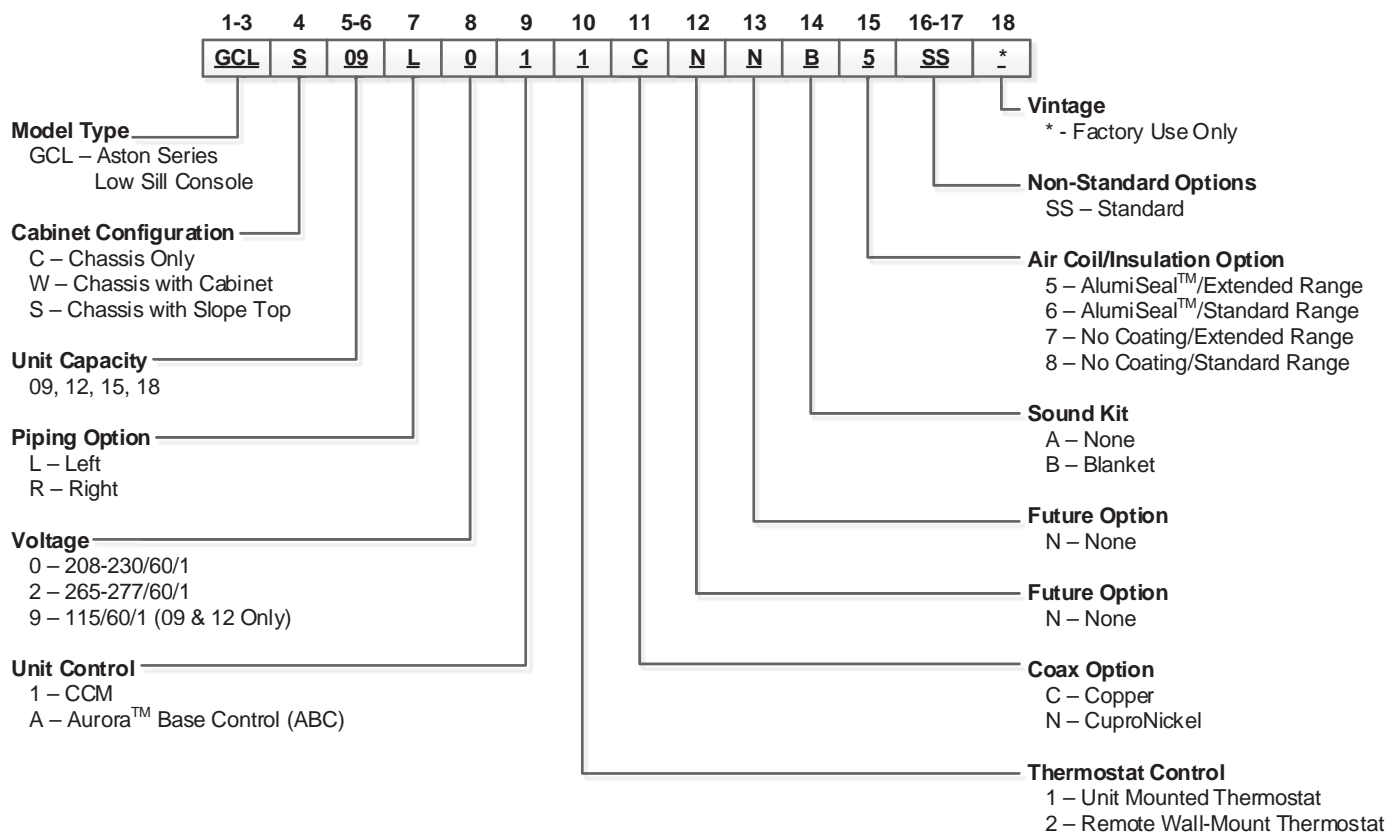 1-3 4 5-6 7 8 9 10 11 12 13 14 15 16-17 18
GCL S 09 L 0 1 1 C N N B 5 SS *
Model Type
GCL – Aston Series
Low Sill Console
Cabinet Configuration
C – Chassis Only
W – Chassis with Cabinet
S – Chassis with Slope Top
Unit Capacity
09, 12, 15, 18
Piping Option
L – Left
R – Right
Voltage
0 – 208-230/60/1
2 – 265-277/60/1
9 – 115/60/1 (09 & 12 Only)
Unit Control
1 – CCM
A – Aurora™ Base Control (ABC)
Vintage
* - Factory Use Only
Non-Standard Options
SS – Standard
Air Coil/Insulation Option
5 – AlumiSeal™/Extended Range
6 – AlumiSeal™/Standard Range
7 – No Coating/Extended Range
8 – No Coating/Standard Range
Sound Kit
A – None
B – Blanket
Future Option
N – None
Future Option
N – None
Coax Option
C – Copper
N – CuproNickel
Thermostat Control
1 – Unit Mounted Thermostat
2 – Remote Wall-Mount Thermostat